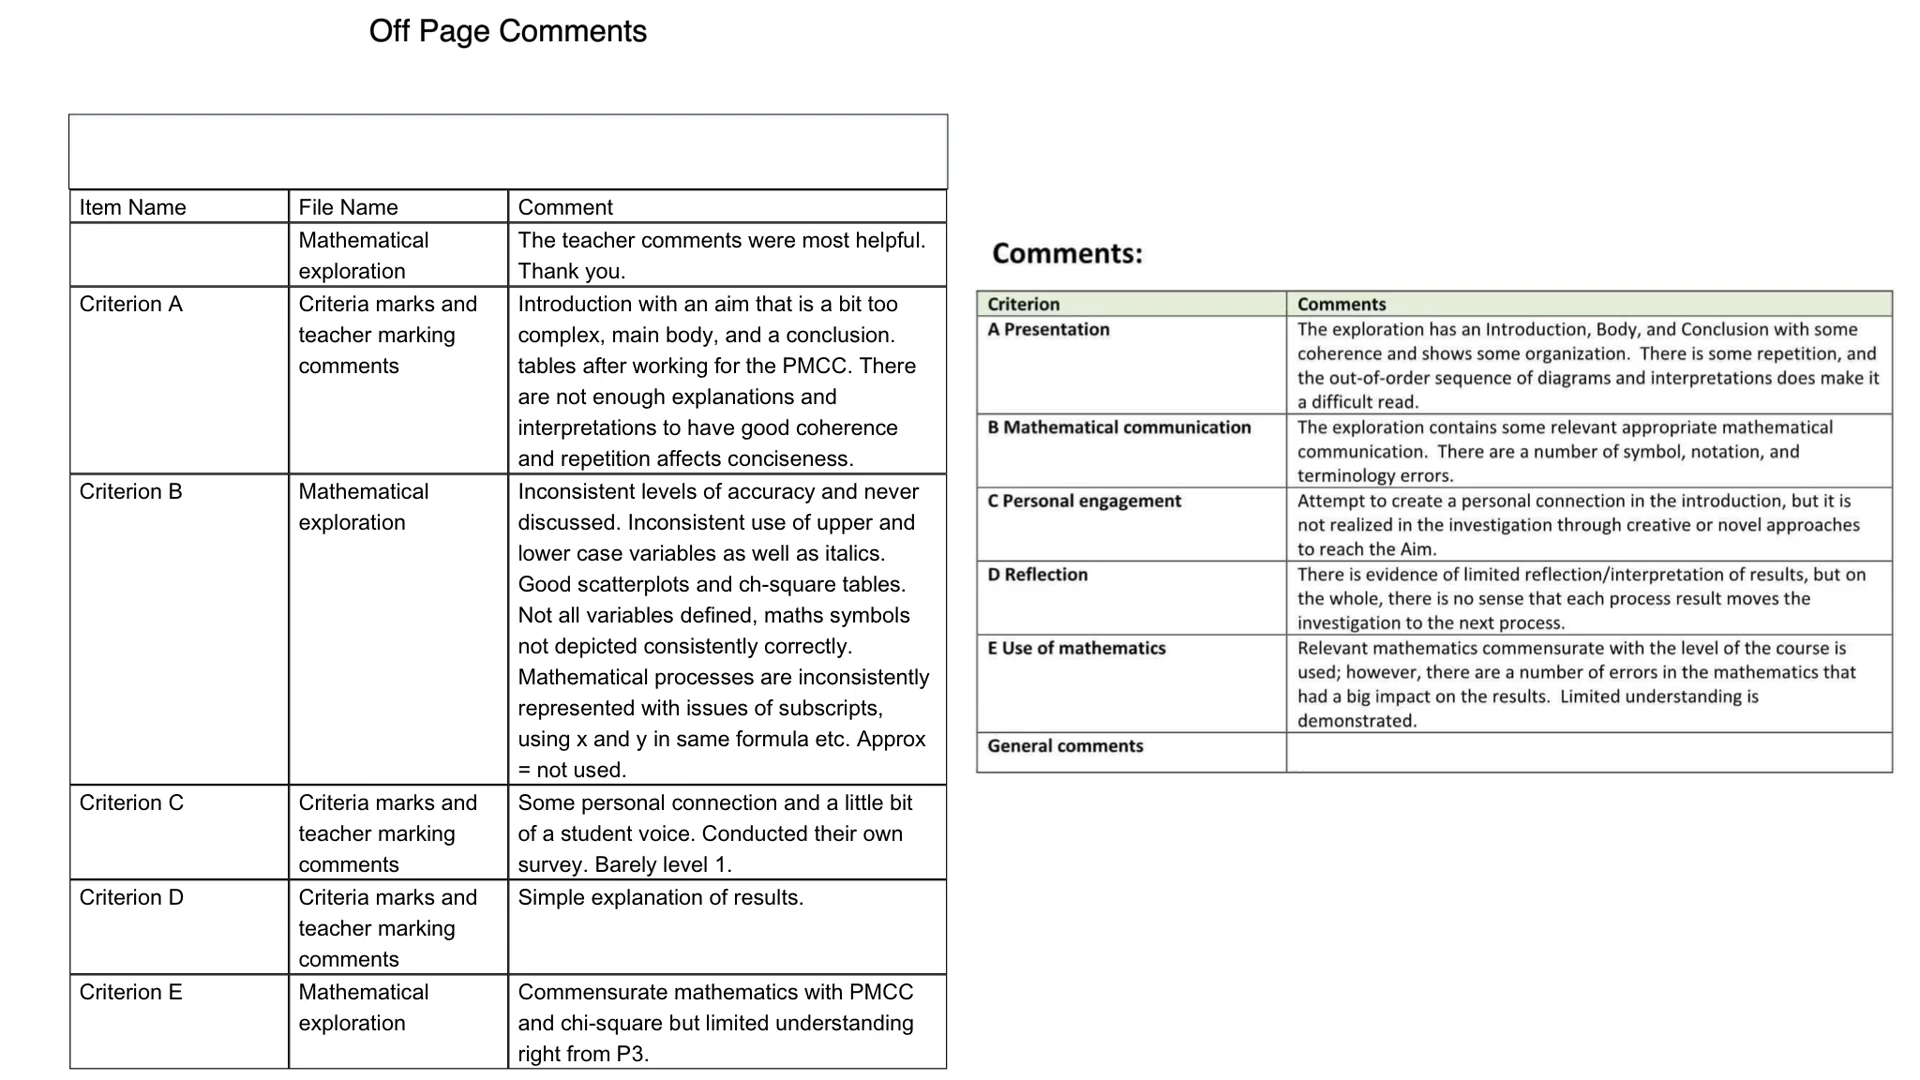 Off Page Comments
Item Name
File Name
Comment
Mathematical
exploration
The teacher comments were most helpful.
Thank you.
Criterion A
Criteria marks and
teacher marking
comments
Introduction with an aim that is a bit too
complex, main body, and a conclusion.
tables after working for the PMCC. There
are not enough explanations and
interpretations to have good coherence
and repetition affects conciseness.
Criterion B
Mathematical
exploration
Inconsistent levels of accuracy and never
discussed. Inconsistent use of upper and
lower case variables as well as italics.
Good scatterplots and ch-square tables.
Not all variables defined, maths symbols
not depicted consistently correctly.
Mathematical processes are inconsistently
represented with issues of subscripts,
using x and y in same formula etc. Approx
= not used.
Criterion C
Criteria marks and
teacher marking
comments
Some personal connection and a little bit
of a student voice. Conducted their own
survey. Barely level 1.
Criterion D
Criteria marks and
teacher marking
comments
Simple explanation of results.
Criterion E
Mathematical
exploration
Commensurate mathematics with PMCC
and chi-square but limited understanding
right from P3.
Comments:
Criterion
Comments
A Presentation
The exploration has an Introduction, Body, and Conclusion with some
coherence and shows some organization. There is some repetition, and
the out-of-order sequence of diagrams and interpretations does make it
a difficult read.
B Mathematical communication
The exploration contains some relevant appropriate mathematical
communication. There are a number of symbol, notation, and
terminology errors.
C Personal engagement
Attempt to create a personal connection in the introduction, but it is
not realized in the investigation through creative or novel approaches
to reach the Aim.
D Reflection
There is evidence of limited reflection/interpretation of results, but on
the whole, there is no sense that each process result moves the
investigation to the next process.
E Use of mathematics
Relevant mathematics commensurate with the level of the course is
used; however, there are a number of errors in the mathematics that
had a big impact on the results. Limited understanding is
demonstrated.
General comments